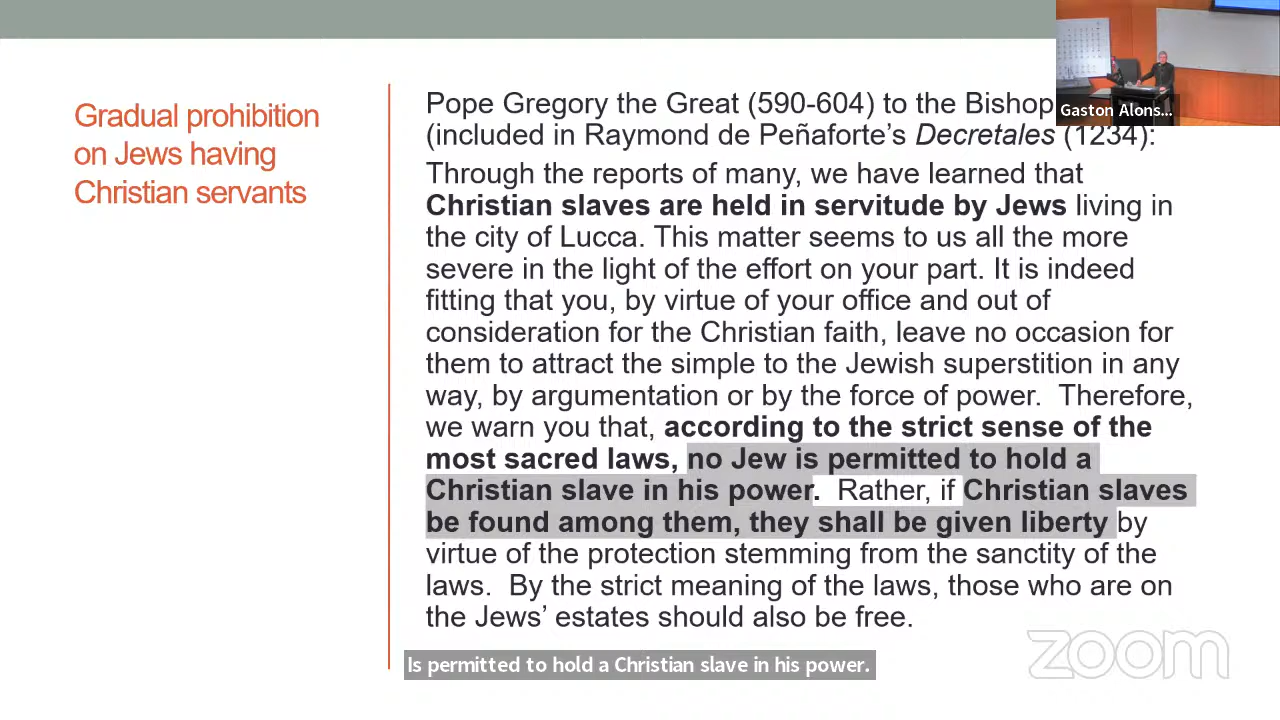 Gradual prohibition
on Jews having
Christian servants
Pope Gregory the Great (590-604) to the Bishop
(included in Raymond de Peñaforte’s Decretales (1234):
Through the reports of many, we have learned that
Christian slaves are held in servitude by Jews living in
the city of Lucca. This matter seems to us all the more
severe in the light of the effort on your part. It is indeed
fitting that you, by virtue of your office and out of
consideration for the Christian faith, leave no occasion for
them to attract the simple to the Jewish superstition in any
way, by argumentation or by the force of power.  Therefore,
we warn you that, according to the strict sense of the
most sacred laws, no Jew is permitted to hold a
Christian slave in his power.  Rather, if Christian slaves
be found among them, they shall be given liberty by
virtue of the protection stemming from the sanctity of the
laws.  By the strict meaning of the laws, those who are on
the Jews’ estates should also be free.
Gaston Alons...
Is permitted to hold a Christian slave in his power.
zoom